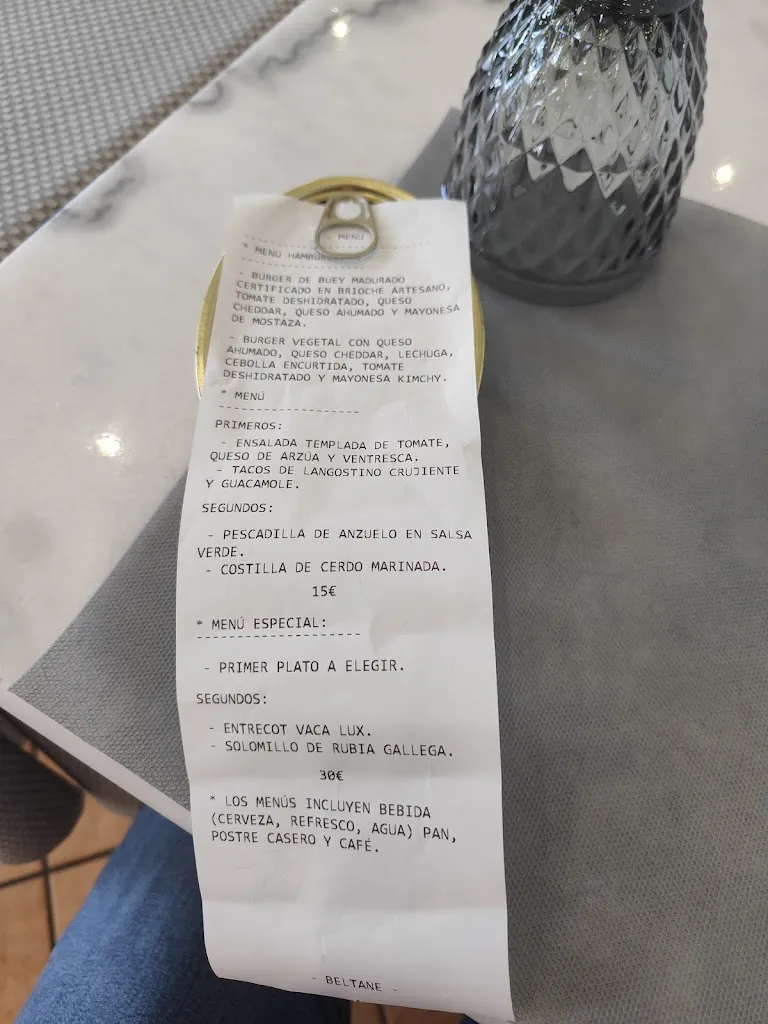 - MENÚ
* MENÚ HAMBUR
- BURGER DE BUEY MADURADO
CERTIFICADO EN BRIOCHE ARTESANO,
TOMATE DESHIDRATADO, QUESO
CHEDDAR, QUESO AHUMADO Y MAYONESA
DE MOSTAZA.
- BURGER VEGETAL CON QUESO
AHUMADO, QUESO CHEDDAR, LECHUGA,
CEBOLLA ENCURTIDA, TOMATE
DESHIDRATADO Y MAYONESA KIMCHY.
* MENÚ
--------------------
PRIMEROS:
- ENSALADA TEMPLADA DE TOMATE,
QUESO DE ARZÚA Y VENTRESCA.
- TACOS DE LANGOSTINO CRUJIENTE
Y GUACAMOLE.
SEGUNDOS:
- PESCADILLA DE ANZUELO EN SALSA
VERDE.
- COSTILLA DE CERDO MARINADA.
15€
* MENÚ ESPECIAL:
--------------------
- PRIMER PLATO A ELEGIR.
SEGUNDOS:
- ENTRECOT VACA LUX.
- SOLOMILLO DE RUBIA GALLEGA.
30€
* LOS MENÚS INCLUYEN BEBIDA
(CERVEZA, REFRESCO, AGUA) PAN,
POSTRE CASERO Y CAFÉ.
- BELTANE -